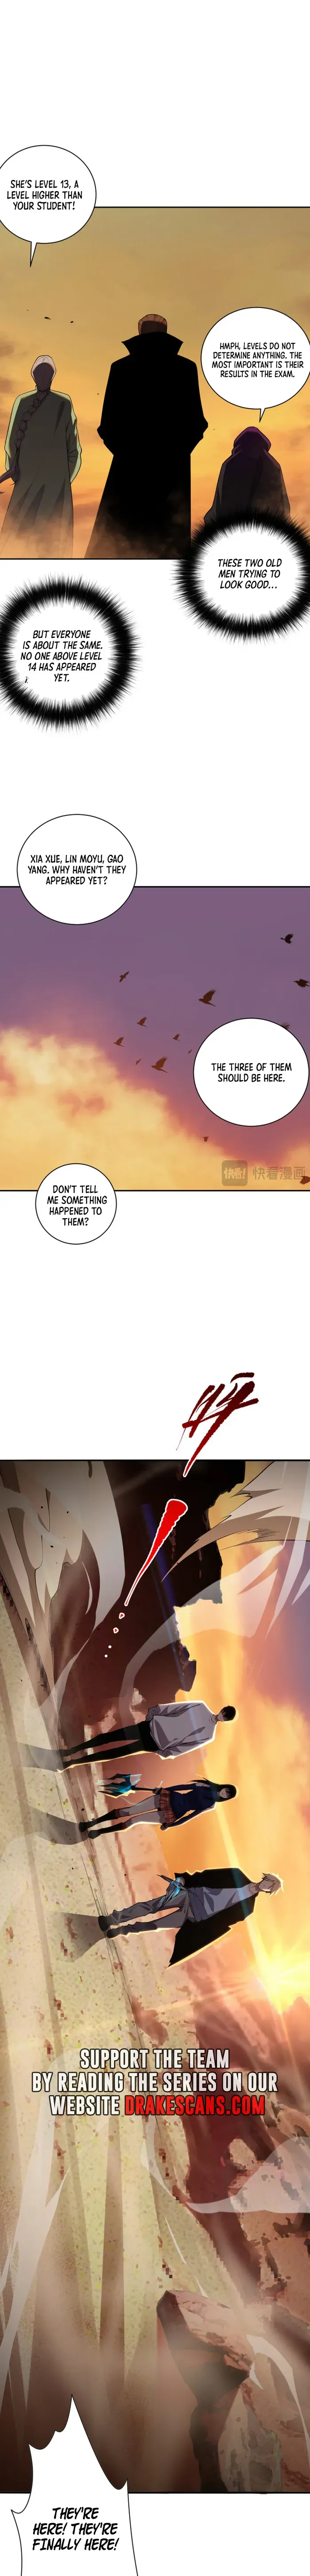 SHE'S LEVEL 13, A
LEVEL HIGHER THAN
YOUR STUDENT!
HMPH, LEVELS DO NOT
DETERMINE ANYTHING. THE
MOST IMPORTANT IS THEIR
RESULTS IN THE EXAM.
THESE TWO OLD
MEN TRYING TO
LOOK GOOD...
BUT EVERYONE
IS ABOUT THE SAME.
NO ONE ABOVE LEVEL
14 HAS APPEARED
YET.
XIA XUE, LIN MOYU, GAO
YANG. WHY HAVEN'T THEY
APPEARED YET?
THE THREE OF THEM
SHOULD BE HERE.
快看! 快看漫画
DON'T TELL
ME SOMETHING
HAPPENED TO
THEM?
SUPPORT THE TEAM
BY READING THE SERIES ON OUR
WEBSITE DRAKESCANS.COM
THEY'RE
HERE! THEY'RE
FINALLY HERE!